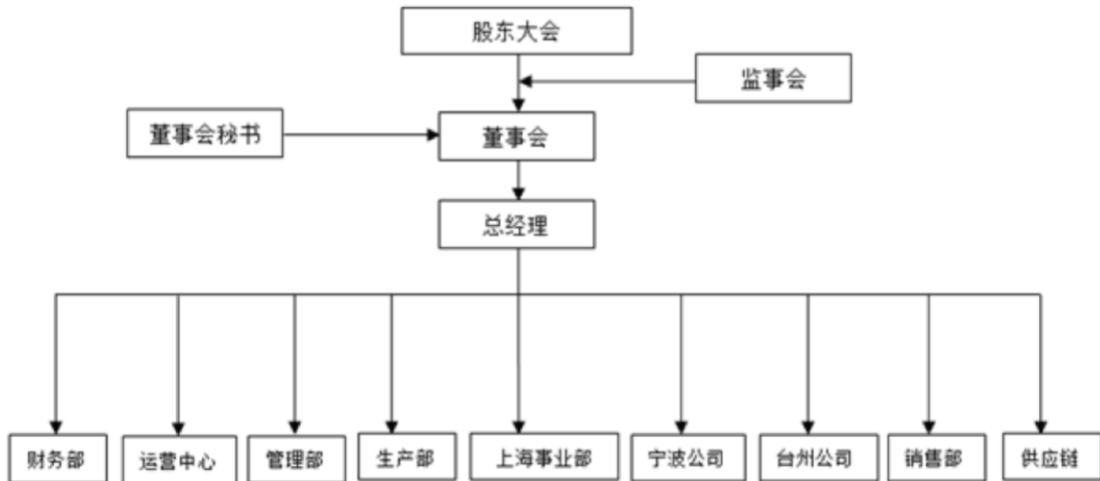 股东大会
监事会
董事会秘书
董事会
总经理
财务部
运营中心
管理部
生产部
上海事业部
宁波公司
台州公司
销售部
供应链